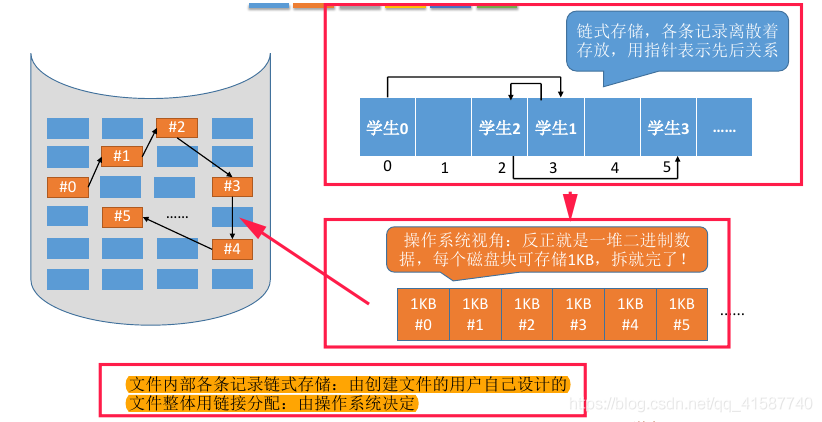 链式存储，各条记录离散着
存放，用指针表示先后关系
学生0 学生2 学生1 学生3 ……
0 1 2 3 4 5
#2
#1
#0 #3
#5 ……
#4
操作系统视角：反正就是一堆二进制数
据，每个磁盘块可存储1KB，拆就完了！
1KB 1KB 1KB 1KB 1KB 1KB
#0 #1 #2 #3 #4 #5 ……
文件内部各条记录链式存储：由创建文件的用户自己设计的
文件整体用链接分配：由操作系统决定
https://blog.csdn.net/qq_41587740